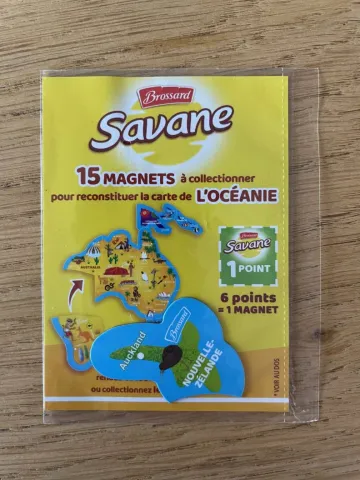 Brossard
Savane
15 MAGNETS à collectionner
pour reconstituer la carte de L'OCÉANIE
AUSTRALIE
Brossard
Savane
1 POINT
6 points
= 1 MAGNET
Brossard
Auckland
NOUVELLE-
ZÉLANDE
ou collectionnez
* VOIR AU DOS